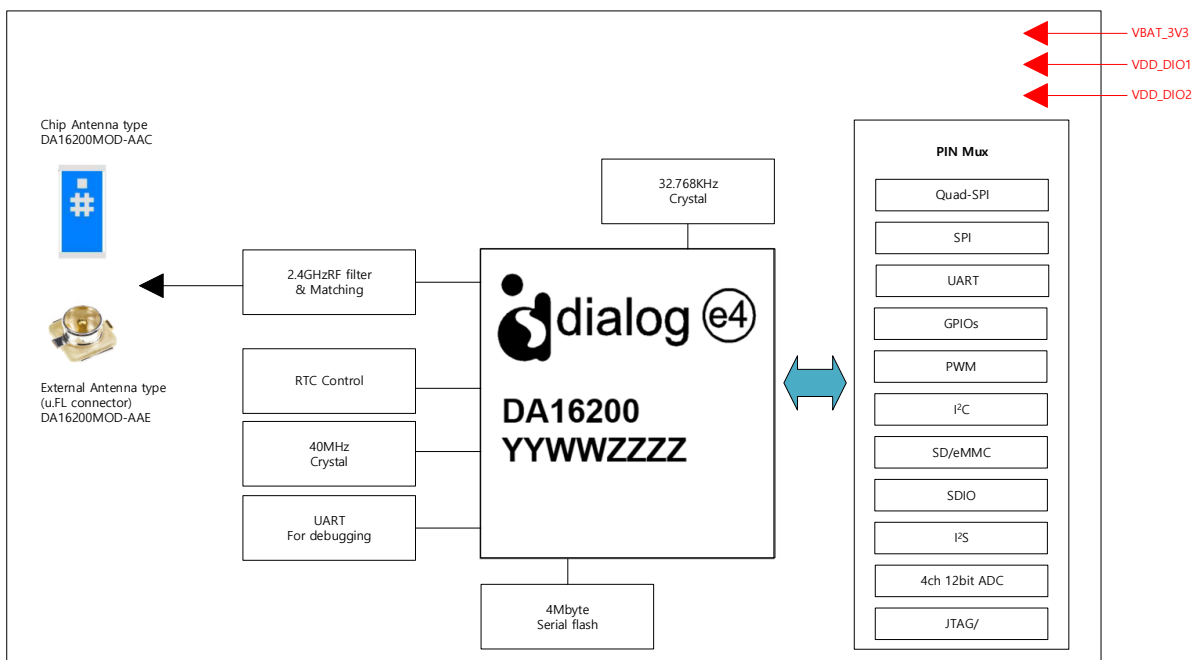 VBAT_3V3
VDD_DIO1
VDD_DIO2
Chip Antenna type
DA16200MOD-AAC
External Antenna type
(u.FL connector)
DA16200MOD-AAE
2.4GHzRF filter
& Matching
RTC Control
40MHz
Crystal
UART
For debugging
32.768KHz
Crystal
dialog e4
DA16200
YYWWZZZZ
4Mbyte
Serial flash
PIN Mux
Quad-SPI
SPI
UART
GPIOs
PWM
I²C
SD/eMMC
SDIO
I²S
4ch 12bit ADC
JTAG/